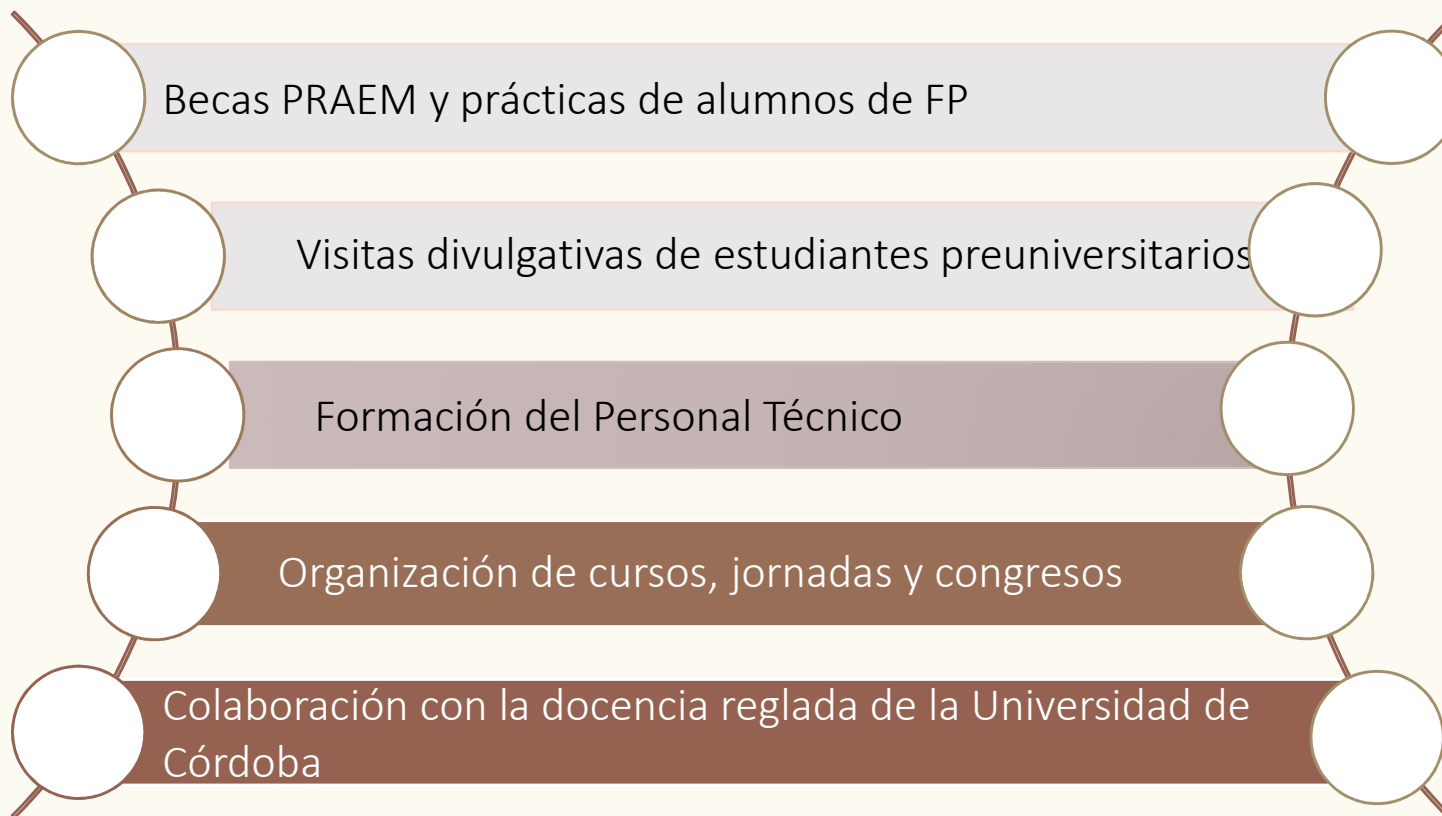 Becas PRAEM y prácticas de alumnos de FP
Visitas divulgativas de estudiantes preuniversitarios
Formación del Personal Técnico
Organización de cursos, jornadas y congresos
Colaboración con la docencia reglada de la Universidad de
Córdoba